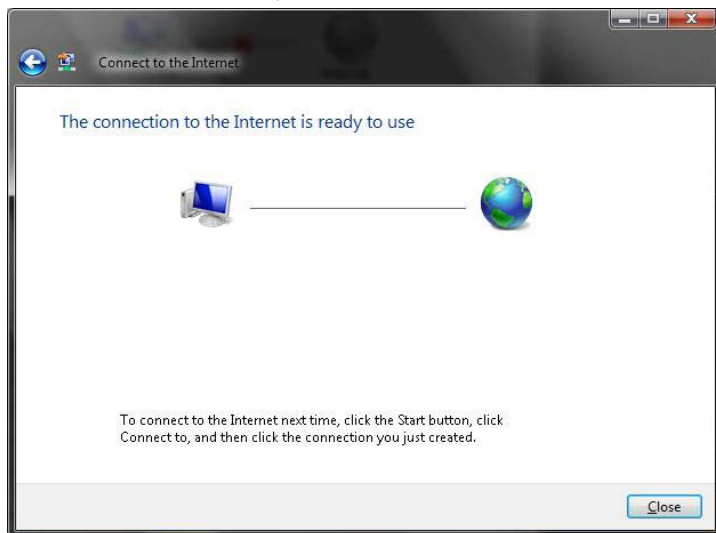 Connect to the Internet
The connection to the Internet is ready to use
To connect to the Internet next time, click the Start button, click
Connect to, and then click the connection you just created.
Close